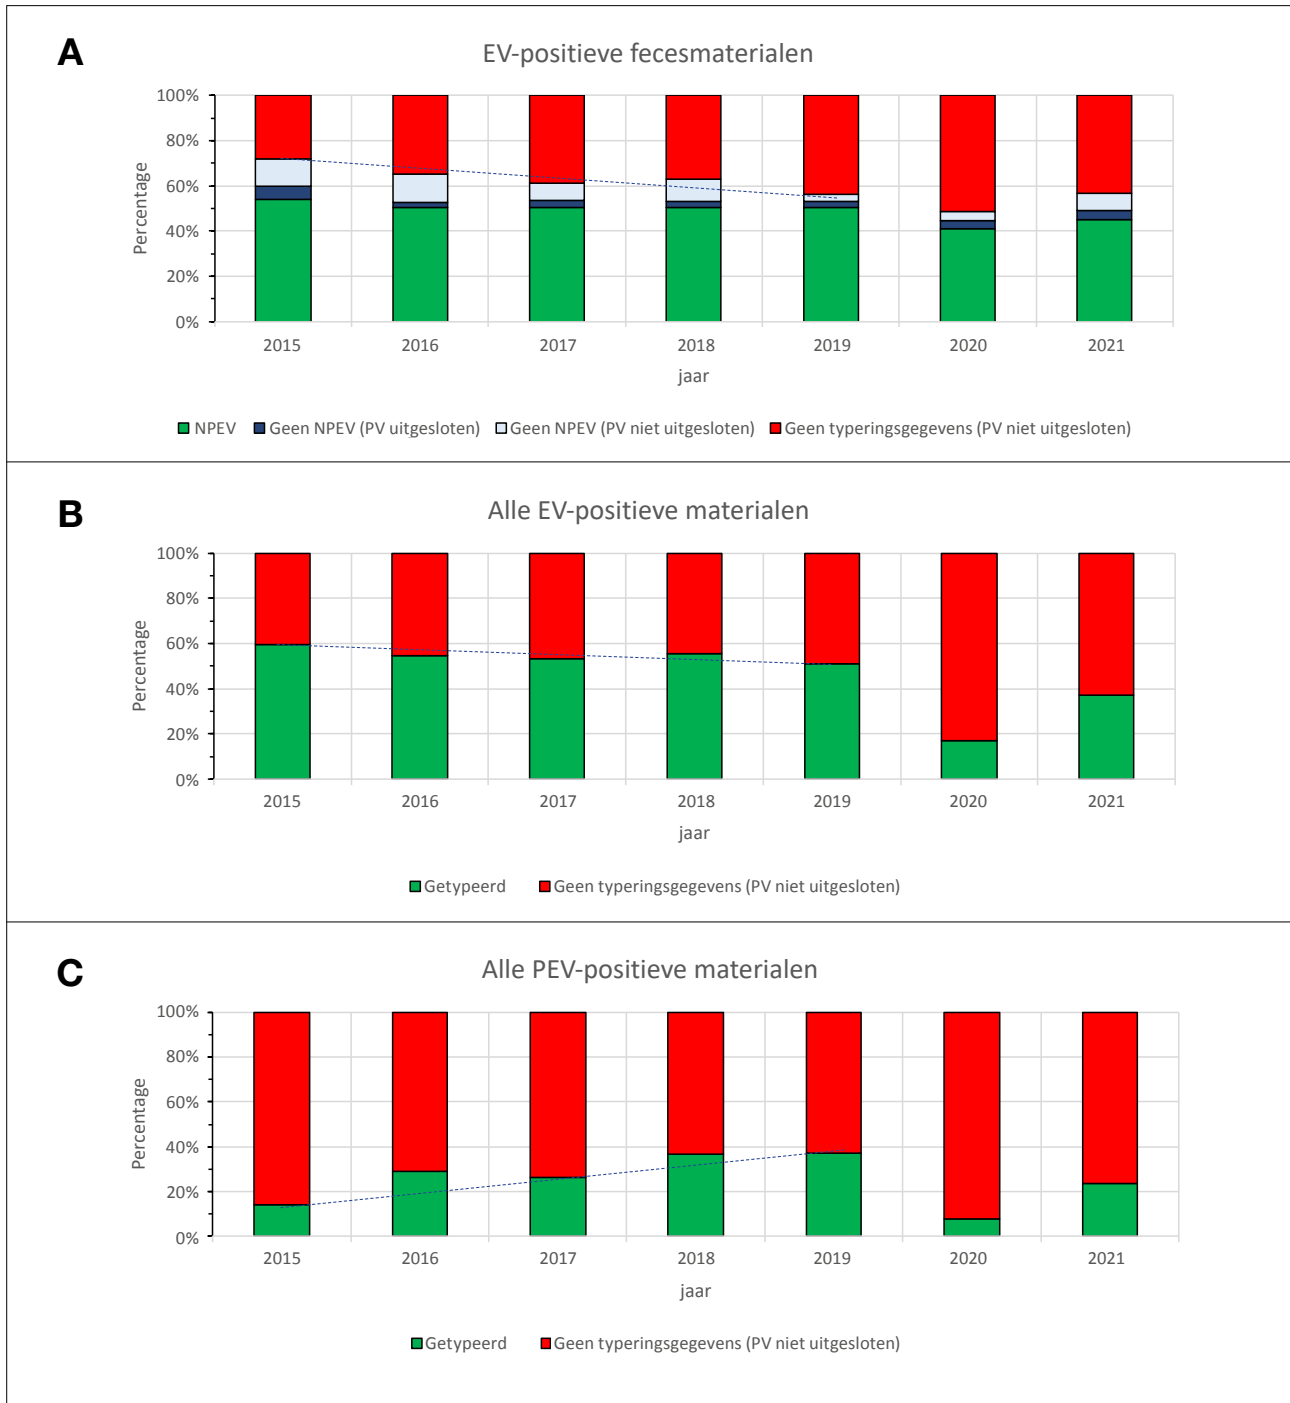 A
EV-positieve fecesmaterialen
Percentage
100%
80%
60%
40%
20%
0%
2015 2016 2017 2018 2019 2020 2021
jaar
NPEV Geen NPEV (PV uitgesloten) Geen NPEV (PV niet uitgesloten) Geen typeringsgegevens (PV niet uitgesloten)
B
Alle EV-positieve materialen
Percentage
100%
80%
60%
40%
20%
0%
2015 2016 2017 2018 2019 2020 2021
jaar
Getypeerd Geen typeringsgegevens (PV niet uitgesloten)
C
Alle PEV-positieve materialen
Percentage
100%
80%
60%
40%
20%
0%
2015 2016 2017 2018 2019 2020 2021
jaar
Getypeerd Geen typeringsgegevens (PV niet uitgesloten)